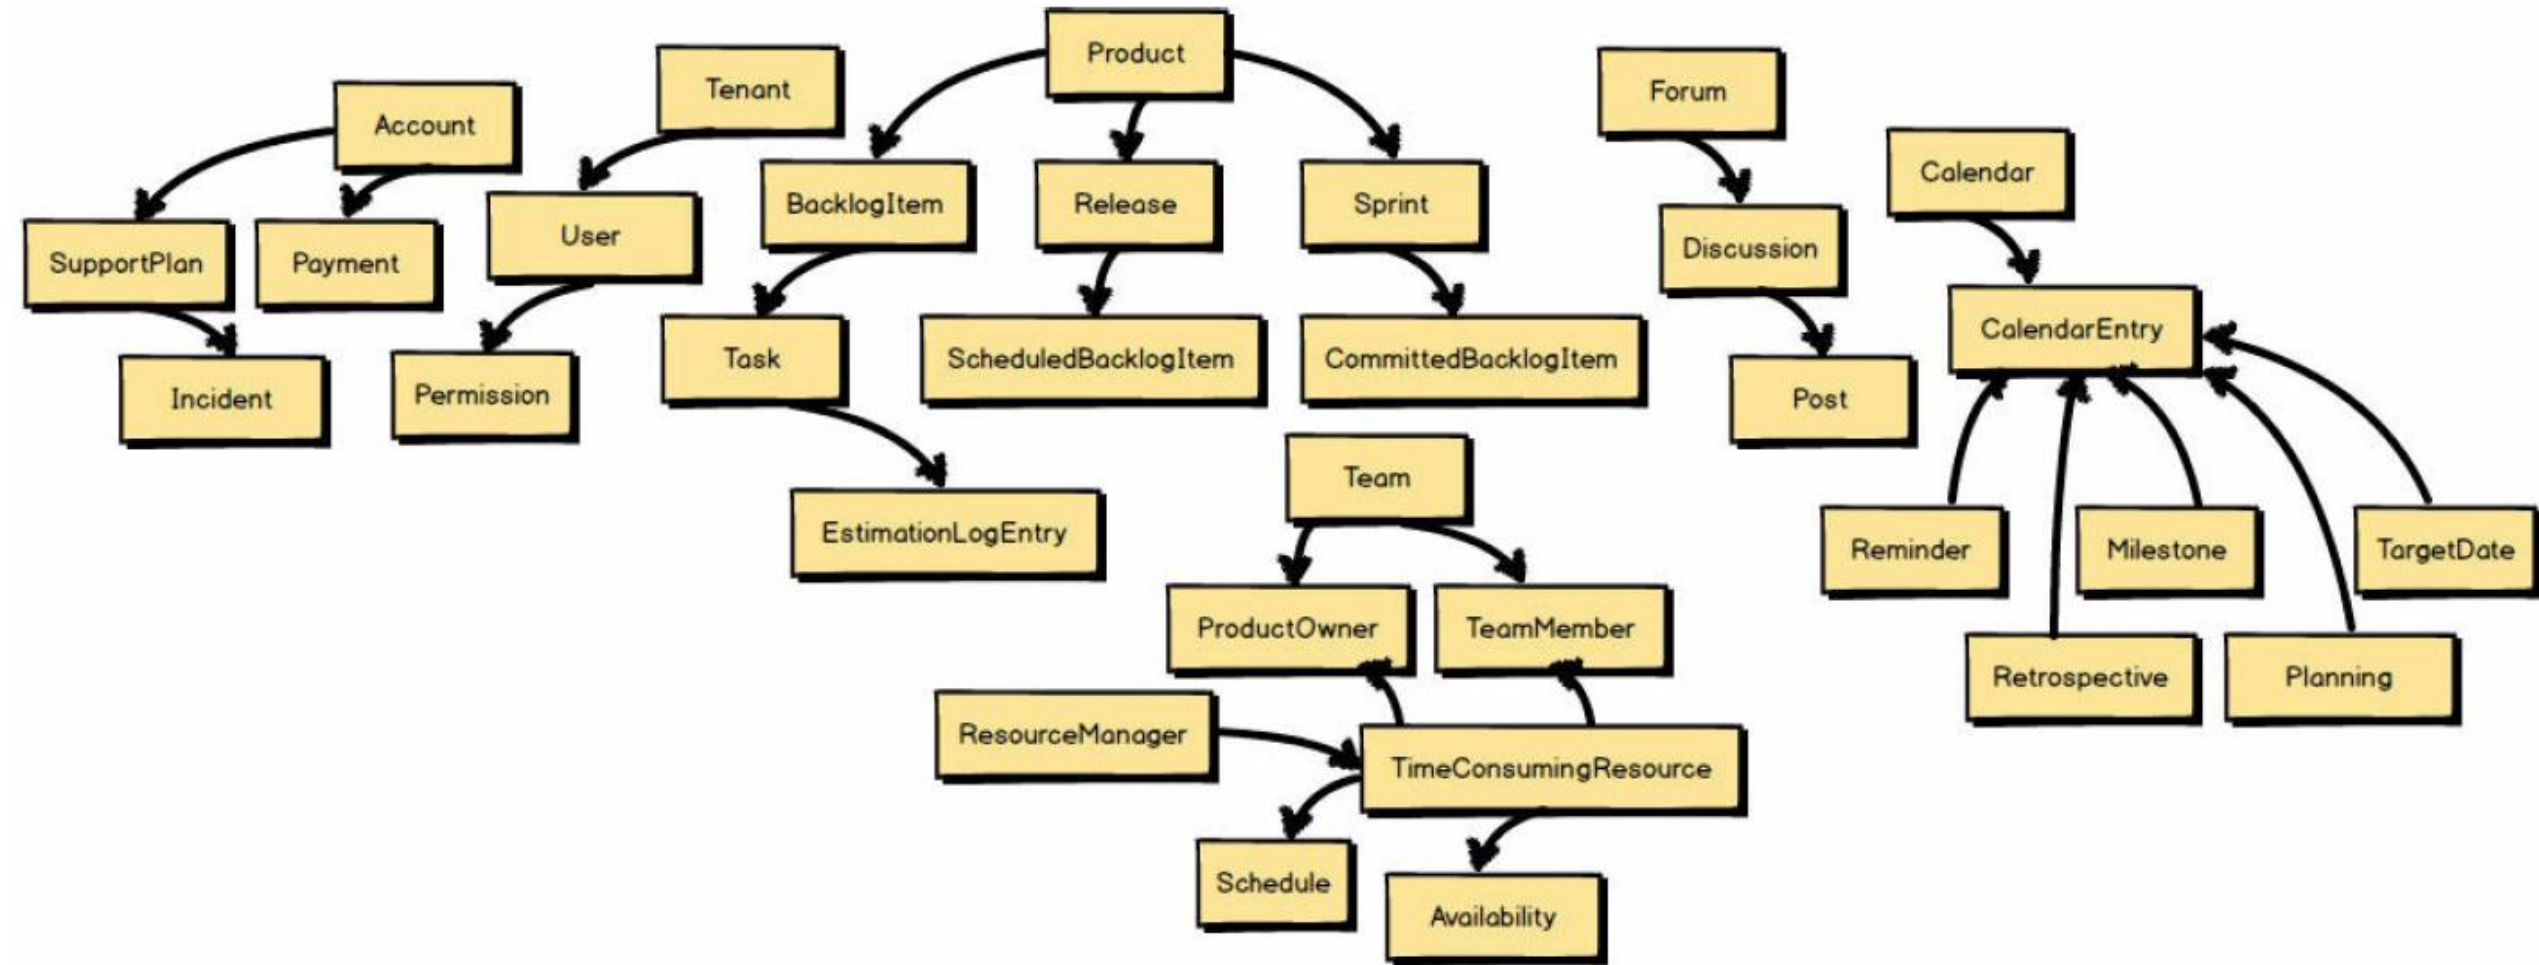 Product
Tenant
Forum
Account
Calendar
BacklogItem
Release
Sprint
User
Discussion
SupportPlan
Payment
CalendarEntry
Task
ScheduledBacklogItem
CommittedBacklogItem
Permission
Incident
Post
Team
EstimationLogEntry
Reminder
Milestone
TargetDate
ProductOwner
TeamMember
Retrospective
Planning
ResourceManager
TimeConsumingResource
Schedule
Availability